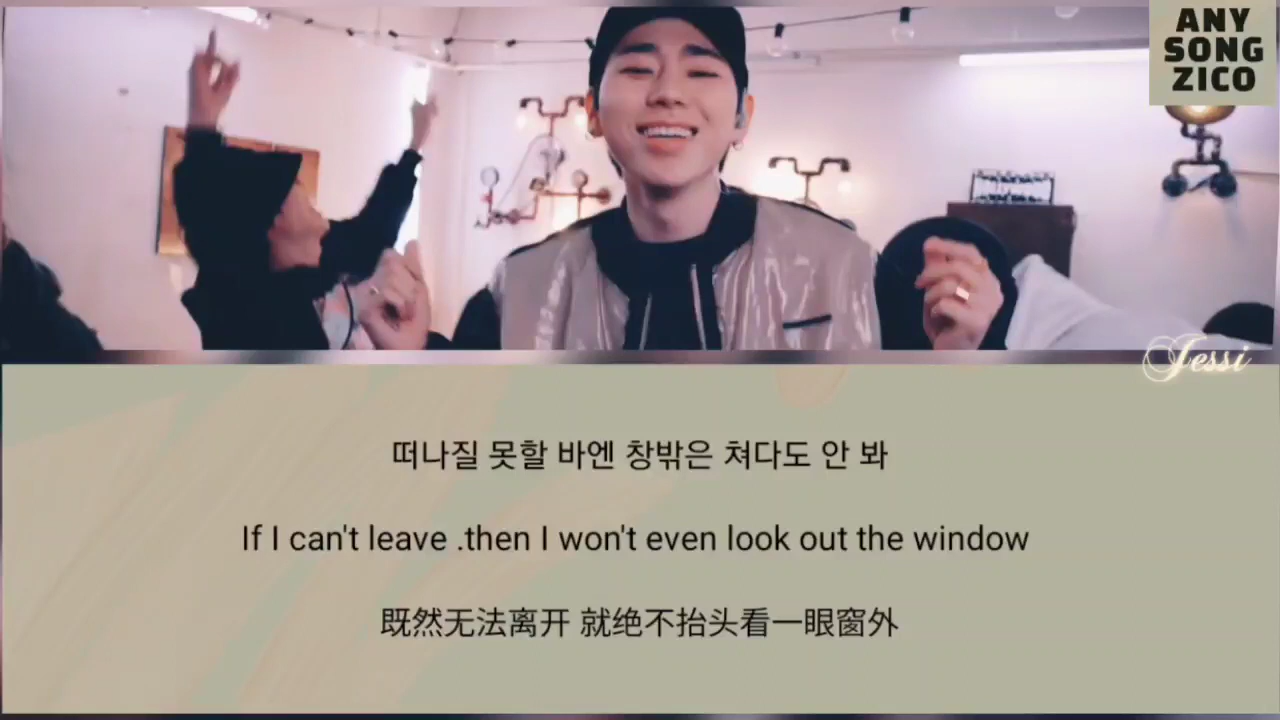 ANY
SONG
ZICO
Jessi
떠나질 못할 바엔 창밖은 쳐다도 안 봐
If I can't leave .then I won't even look out the window
既然无法离开 就绝不抬头看一眼窗外